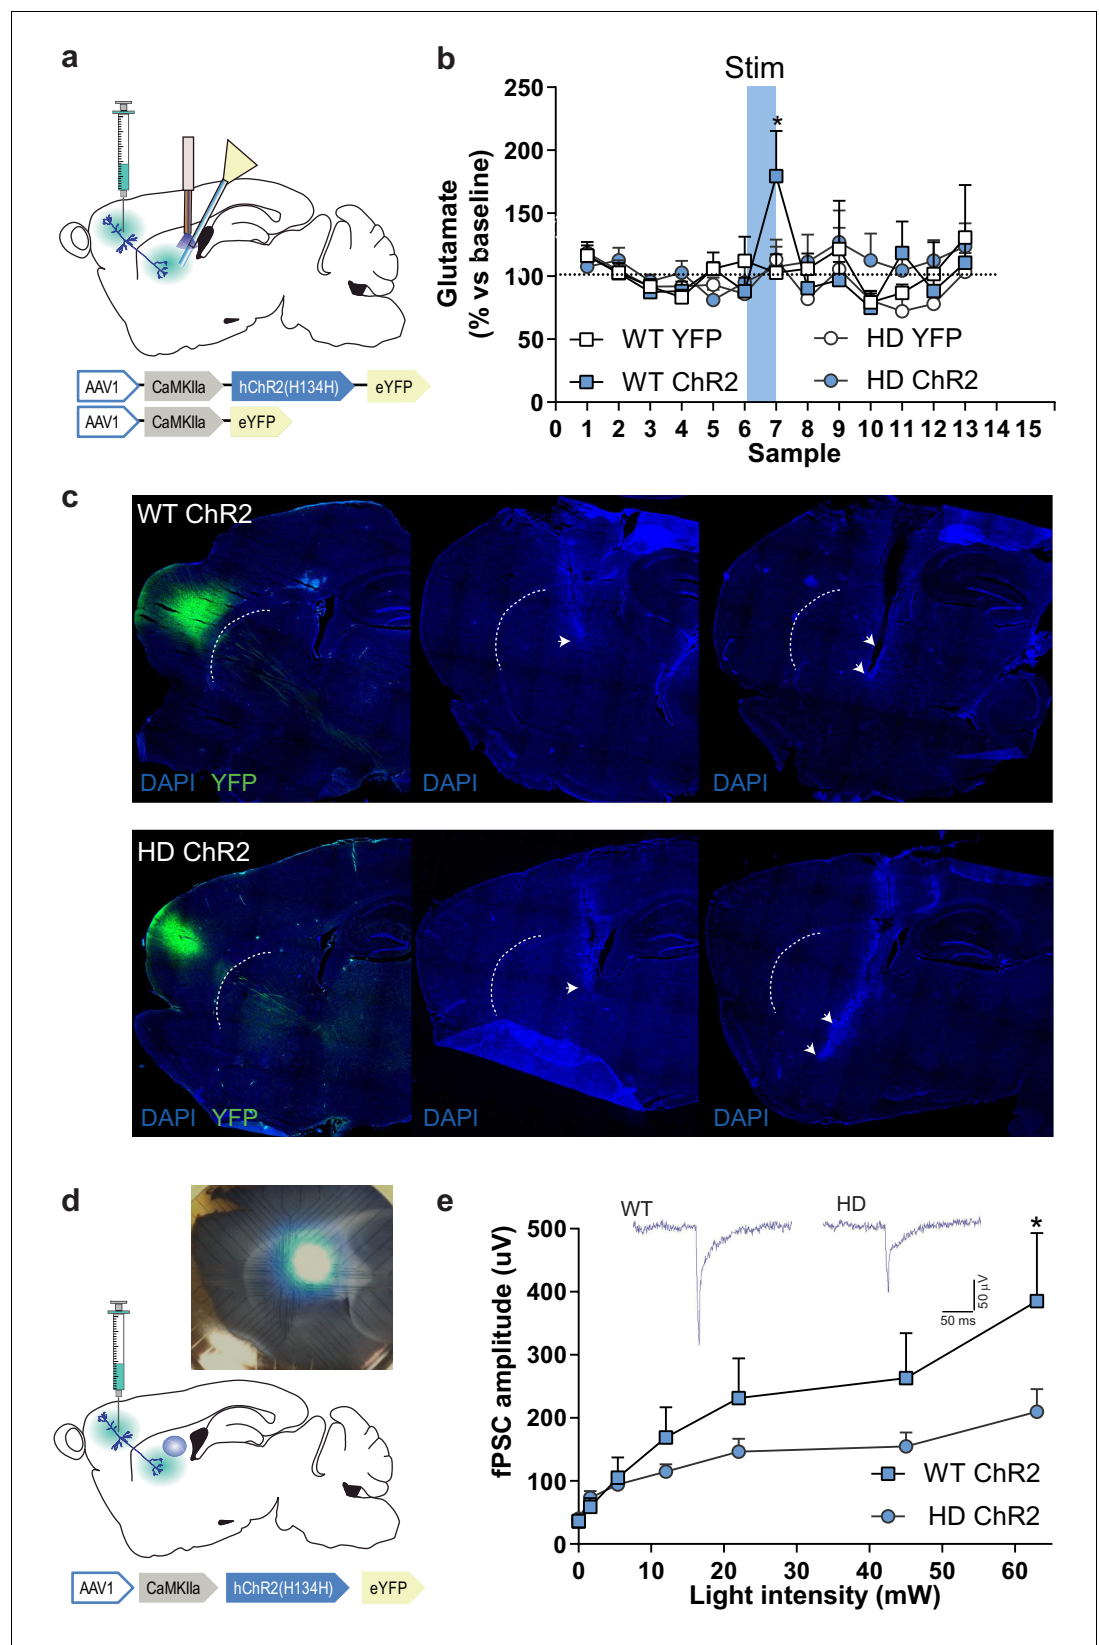 a
AAV1 CaMKIIa hChR2(H134H) eYFP
AAV1 CaMKIIa eYFP
b
Stim
Glutamate
(% vs baseline)
250
200
150
100
50
0
*
WT YFP HD YFP
WT ChR2 HD ChR2
0 1 2 3 4 5 6 7 8 9 10 11 12 13 14 15
Sample
c
WT ChR2
DAPI YFP DAPI DAPI
HD ChR2
DAPI YFP DAPI DAPI
d
AAV1 CaMKIIa hChR2(H134H) eYFP
e
fPSC amplitude (uV)
500
400
300
200
100
0
WT HD
*
50 µV
50 ms
WT ChR2
HD ChR2
0 10 20 30 40 50 60
Light intensity (mW)